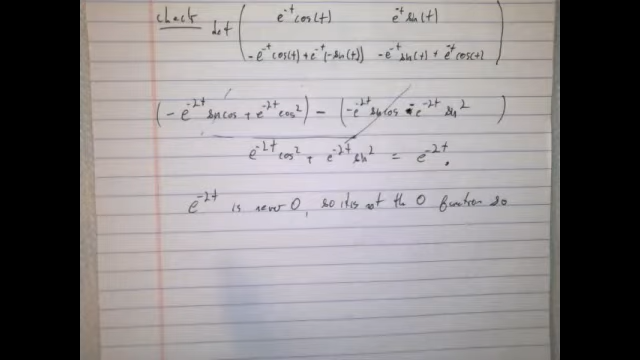 check det ( e^{-t} cos(t) e^{-t} sin(t)
-e^{-t} cos(t) + e^{-t} (-sin(t)) -e^{-t} sin(t) + e^{-t} cos(t) )
( -e^{-2t} sin cos + e^{-2t} cos^2 ) - ( -e^{-2t} sin cos - e^{-2t} sin^2 )
e^{-2t} cos^2 + e^{-2t} sin^2 = e^{-2t}.
e^{-2t} is never 0, so it is not the 0 function so